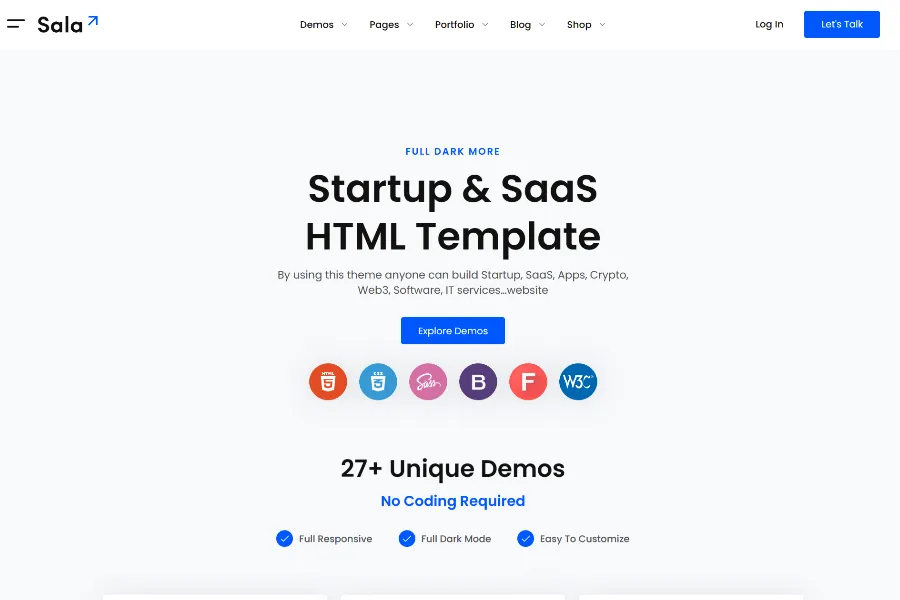 Sala
Demos Pages Portfolio Blog Shop
Log In
Let's Talk
FULL DARK MORE
Startup & SaaS
HTML Template
By using this theme anyone can build Startup, SaaS, Apps, Crypto,
Web3, Software, IT services...website
Explore Demos
HTML 5 CSS 3 Sass B F W3C
27+ Unique Demos
No Coding Required
Full Responsive Full Dark Mode Easy To Customize